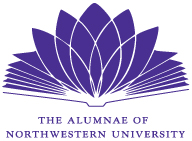 THE ALUMNAE OF
NORTHWESTERN UNIVERSITY